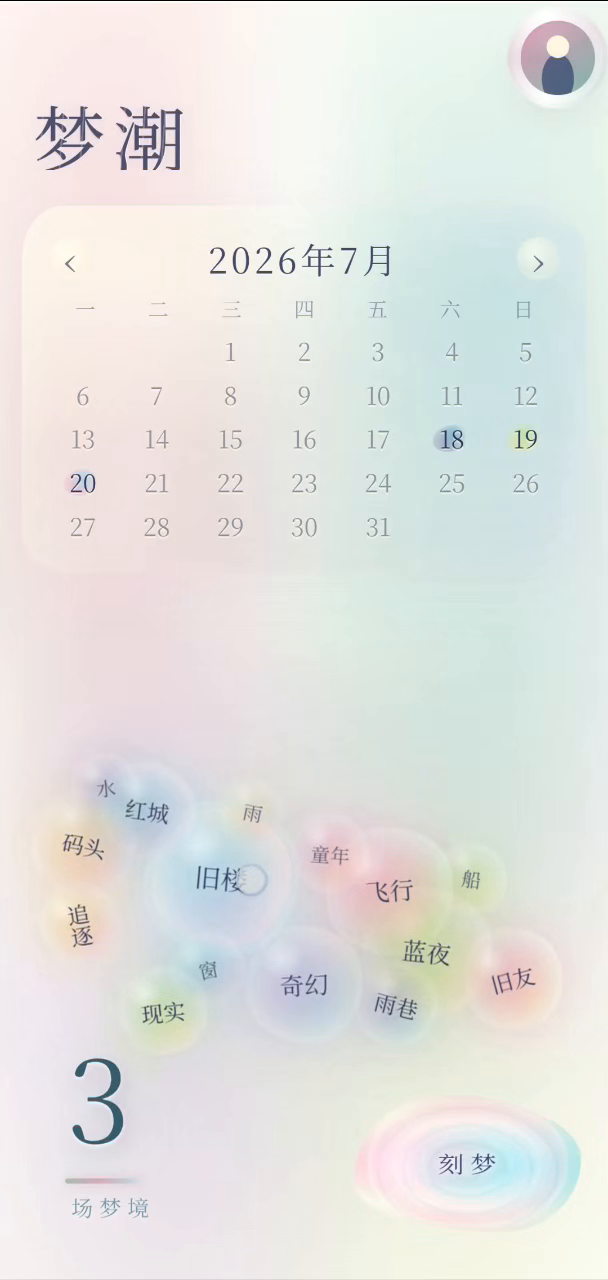 梦潮
2026年7月
一 二 三 四 五 六 日
1 2 3 4 5
6 7 8 9 10 11 12
13 14 15 16 17 18 19
20 21 22 23 24 25 26
27 28 29 30 31
水
红城
雨
码头
童年
旧楼
飞行
船
追
逐
蓝夜
窗
奇幻
旧友
现实
雨巷
3
场梦境
刻梦